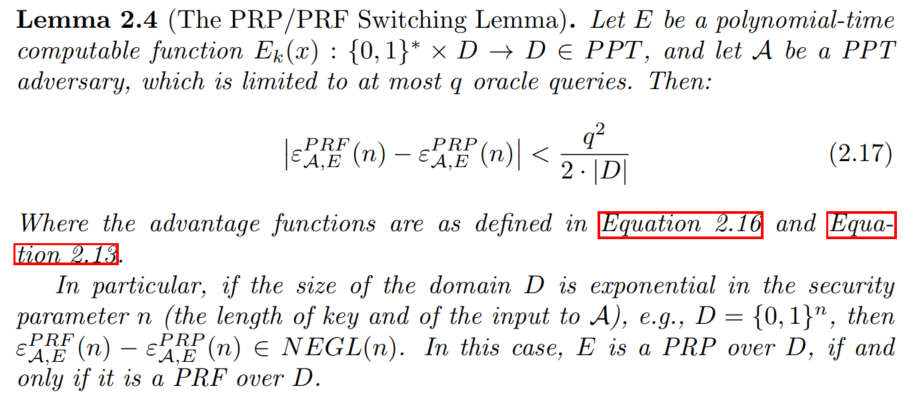 Lemma 2.4 (The PRP/PRF Switching Lemma). Let E be a polynomial-time
computable function E_k(x) : {0, 1}* × D → D ∈ PPT, and let A be a PPT
adversary, which is limited to at most q oracle queries. Then:
|ε^{PRF}_{A,E}(n) − ε^{PRP}_{A,E}(n)| < q^2 / (2 · |D|) (2.17)
Where the advantage functions are as defined in Equation 2.16 and Equa-
tion 2.13.
In particular, if the size of the domain D is exponential in the security
parameter n (the length of key and of the input to A), e.g., D = {0, 1}^n, then
ε^{PRF}_{A,E}(n) − ε^{PRP}_{A,E}(n) ∈ NEGL(n). In this case, E is a PRP over D, if and
only if it is a PRF over D.